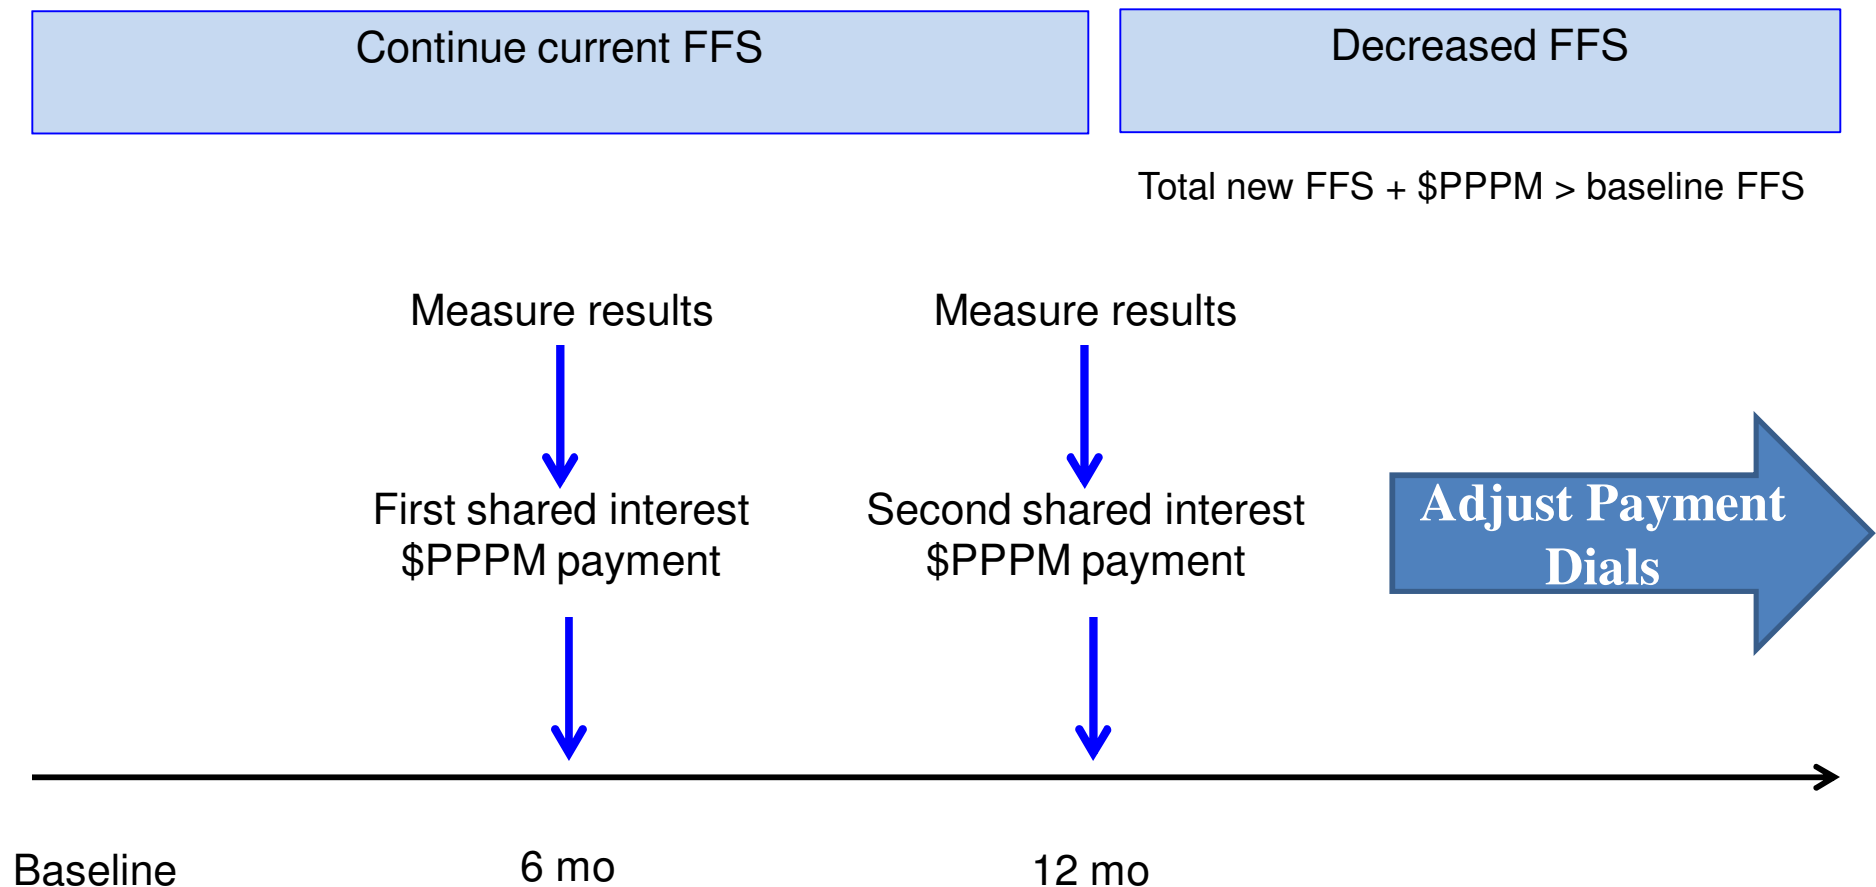 Continue current FFS
Decreased FFS
Total new FFS + $PPPM > baseline FFS
Measure results
Measure results
First shared interest
$PPPM payment
Second shared interest
$PPPM payment
Adjust Payment
Dials
Baseline
6 mo
12 mo